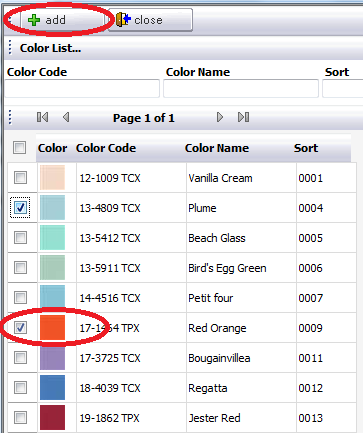 add close
Color List...
Color Code Color Name Sort
Page 1 of 1
Color Color Code Color Name Sort
12-1009 TCX Vanilla Cream 0001
13-4809 TCX Plume 0004
13-5412 TCX Beach Glass 0005
13-5911 TCX Bird's Egg Green 0006
14-4516 TCX Petit four 0007
17-1464 TPX Red Orange 0009
17-3725 TCX Bougainvillea 0011
18-4039 TCX Regatta 0012
19-1862 TPX Jester Red 0013